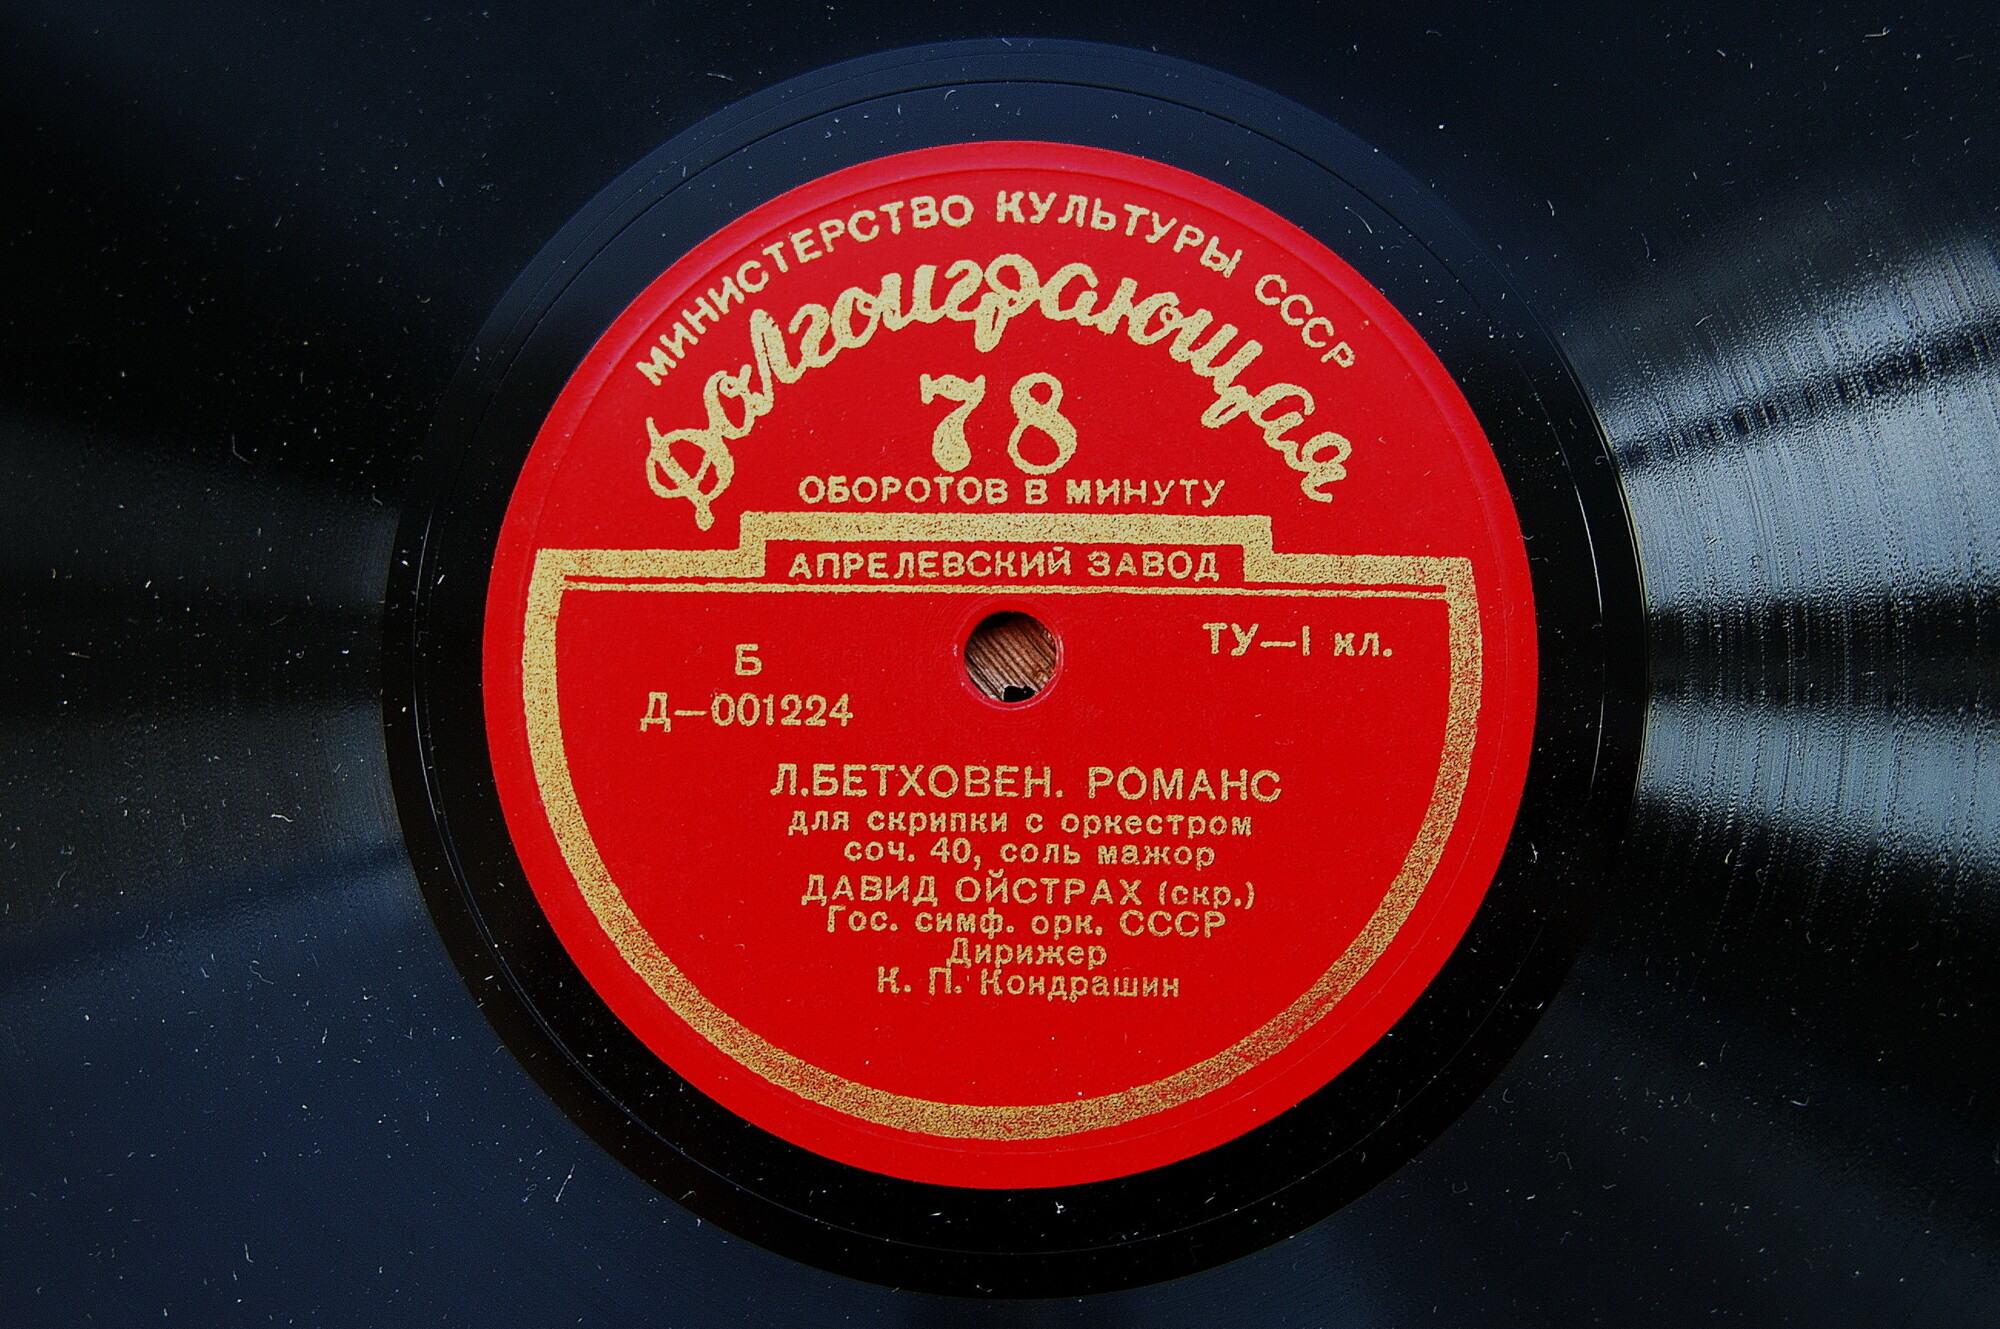 МИНИСТЕРСТВО КУЛЬТУРЫ СССР
Долгоиграющая
78
ОБОРОТОВ В МИНУТУ
АПРЕЛЕВСКИЙ ЗАВОД
ТУ—I кл.
Б
Д—001224
Л.БЕТХОВЕН. РОМАНС
для скрипки с оркестром
соч. 40, соль мажор
ДАВИД ОЙСТРАХ (скр.)
Гос. симф. орк. СССР
Дирижер
К. П. Кондрашин